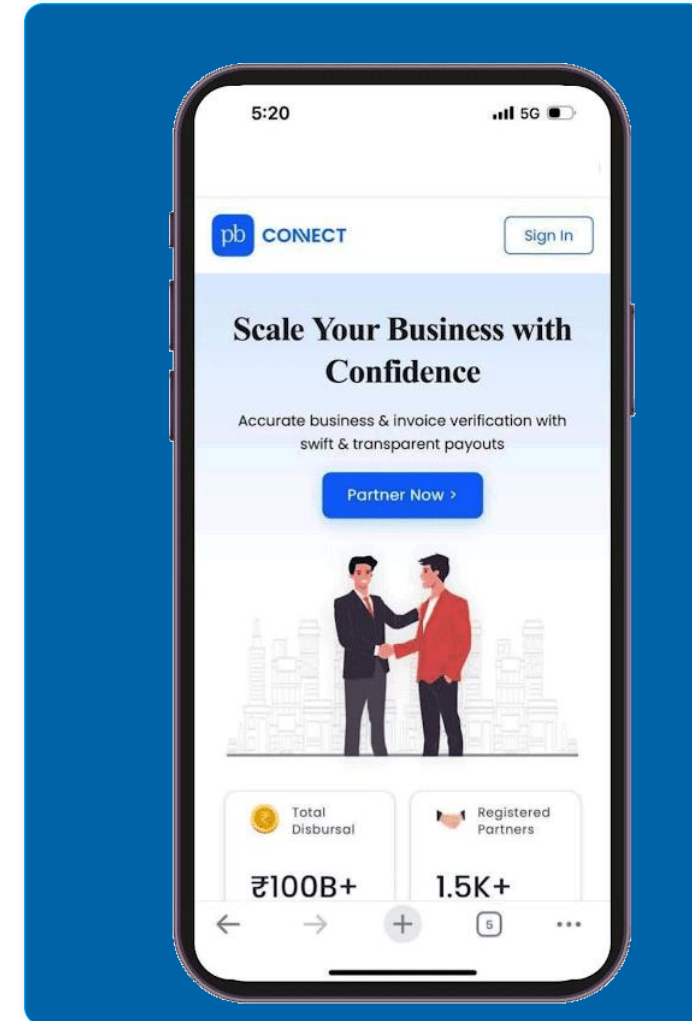 5:20
5G
pb CONNECT
Sign In
Scale Your Business with
Confidence
Accurate business & invoice verification with
swift & transparent payouts
Partner Now >
Total
Disbursal
Registered
Partners
₹100B+
1.5K+
5